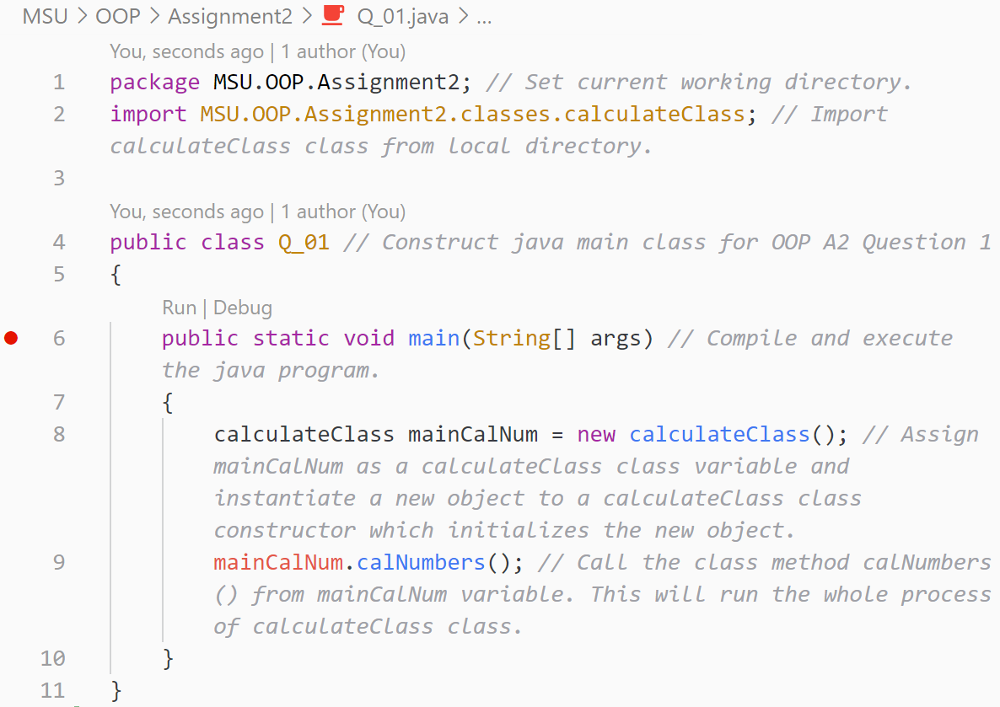 MSU > OOP > Assignment2 > Q_01.java > ...
You, seconds ago | 1 author (You)
1 package MSU.OOP.Assignment2; // Set current working directory.
2 import MSU.OOP.Assignment2.classes.calculateClass; // Import
calculateClass class from local directory.
3
You, seconds ago | 1 author (You)
4 public class Q_01 // Construct java main class for OOP A2 Question 1
5 {
Run | Debug
6 public static void main(String[] args) // Compile and execute
the java program.
7 {
8 calculateClass mainCalNum = new calculateClass(); // Assign
mainCalNum as a calculateClass class variable and
instantiate a new object to a calculateClass class
constructor which initializes the new object.
9 mainCalNum.calNumbers(); // Call the class method calNumbers
() from mainCalNum variable. This will run the whole process
of calculateClass class.
10 }
11 }